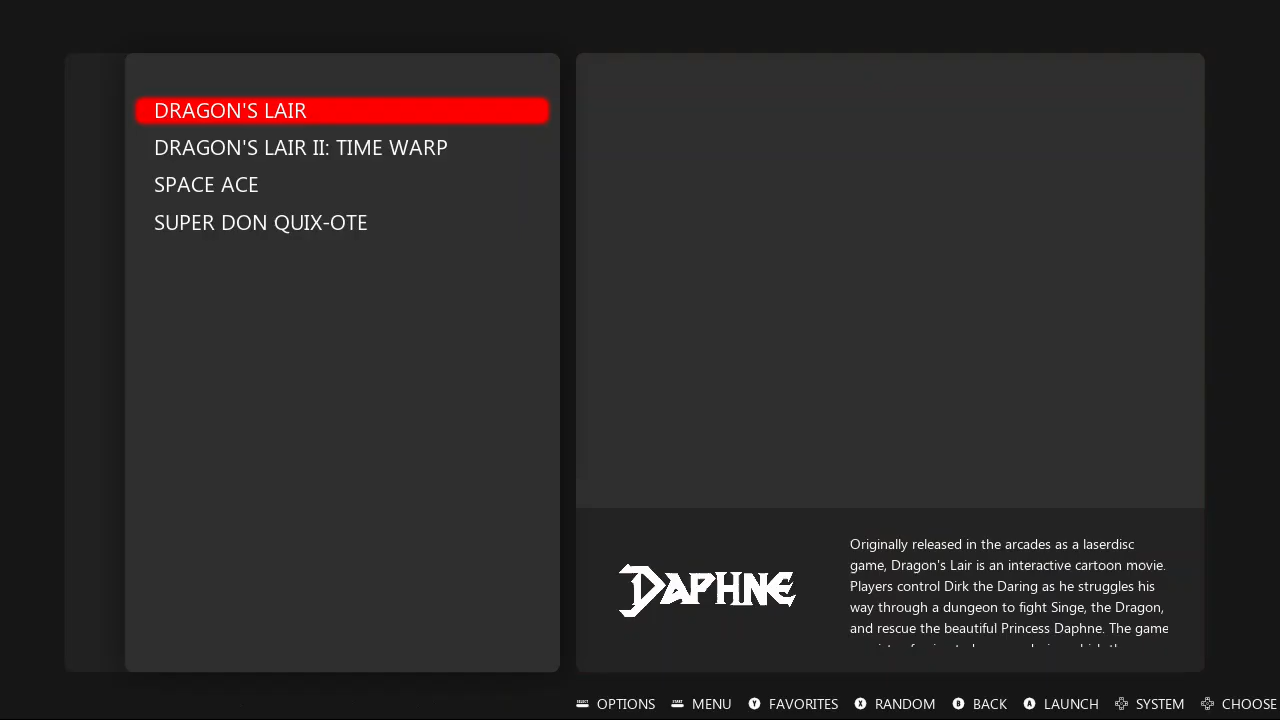 DRAGON'S LAIR
DRAGON'S LAIR II: TIME WARP
SPACE ACE
SUPER DON QUIX-OTE
DAPHNE
Originally released in the arcades as a laserdisc
game, Dragon's Lair is an interactive cartoon movie.
Players control Dirk the Daring as he struggles his
way through a dungeon to fight Singe, the Dragon,
and rescue the beautiful Princess Daphne. The game
SELECT OPTIONS START MENU Y FAVORITES X RANDOM B BACK A LAUNCH SYSTEM CHOOSE